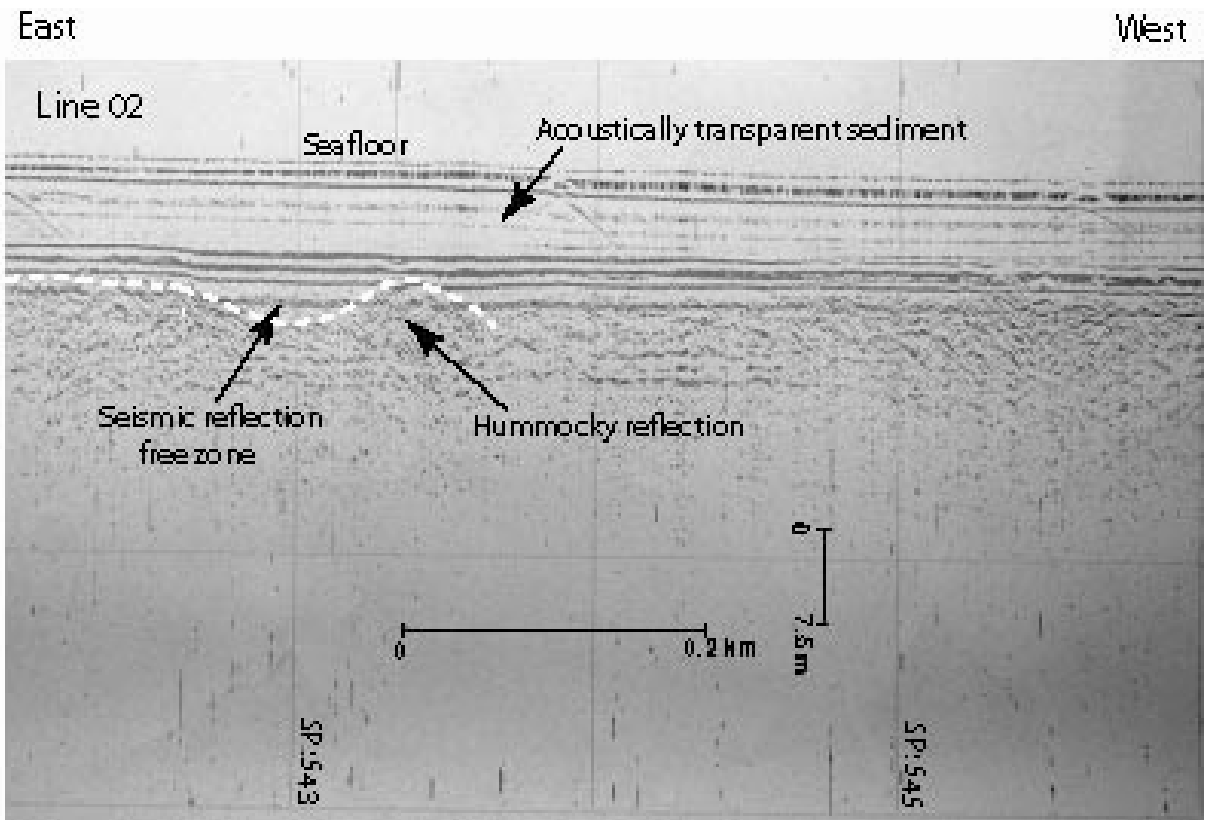 East
West
Line 02
Seafloor
Acoustically transparent sediment
Seismic reflection
free zone
Hummocky reflection
0
7.5m
0
0.2 km
SP:543
SP:545